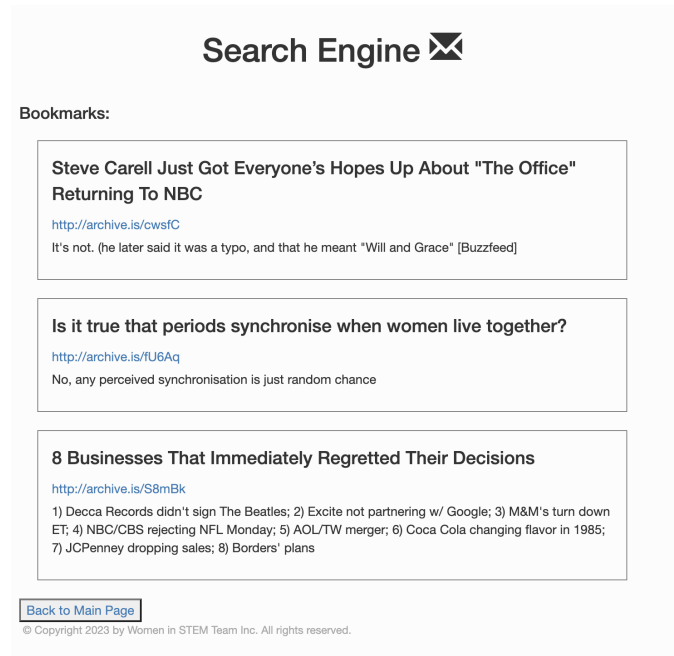 Search Engine
Bookmarks:
Steve Carell Just Got Everyone’s Hopes Up About "The Office"
Returning To NBC
http://archive.is/cwsfC
It's not. (he later said it was a typo, and that he meant "Will and Grace" [Buzzfeed]
Is it true that periods synchronise when women live together?
http://archive.is/fU6Aq
No, any perceived synchronisation is just random chance
8 Businesses That Immediately Regretted Their Decisions
http://archive.is/S8mBk
1) Decca Records didn't sign The Beatles; 2) Excite not partnering w/ Google; 3) M&M's turn down
ET; 4) NBC/CBS rejecting NFL Monday; 5) AOL/TW merger; 6) Coca Cola changing flavor in 1985;
7) JCPenney dropping sales; 8) Borders' plans
Back to Main Page
© Copyright 2023 by Women in STEM Team Inc. All rights reserved.